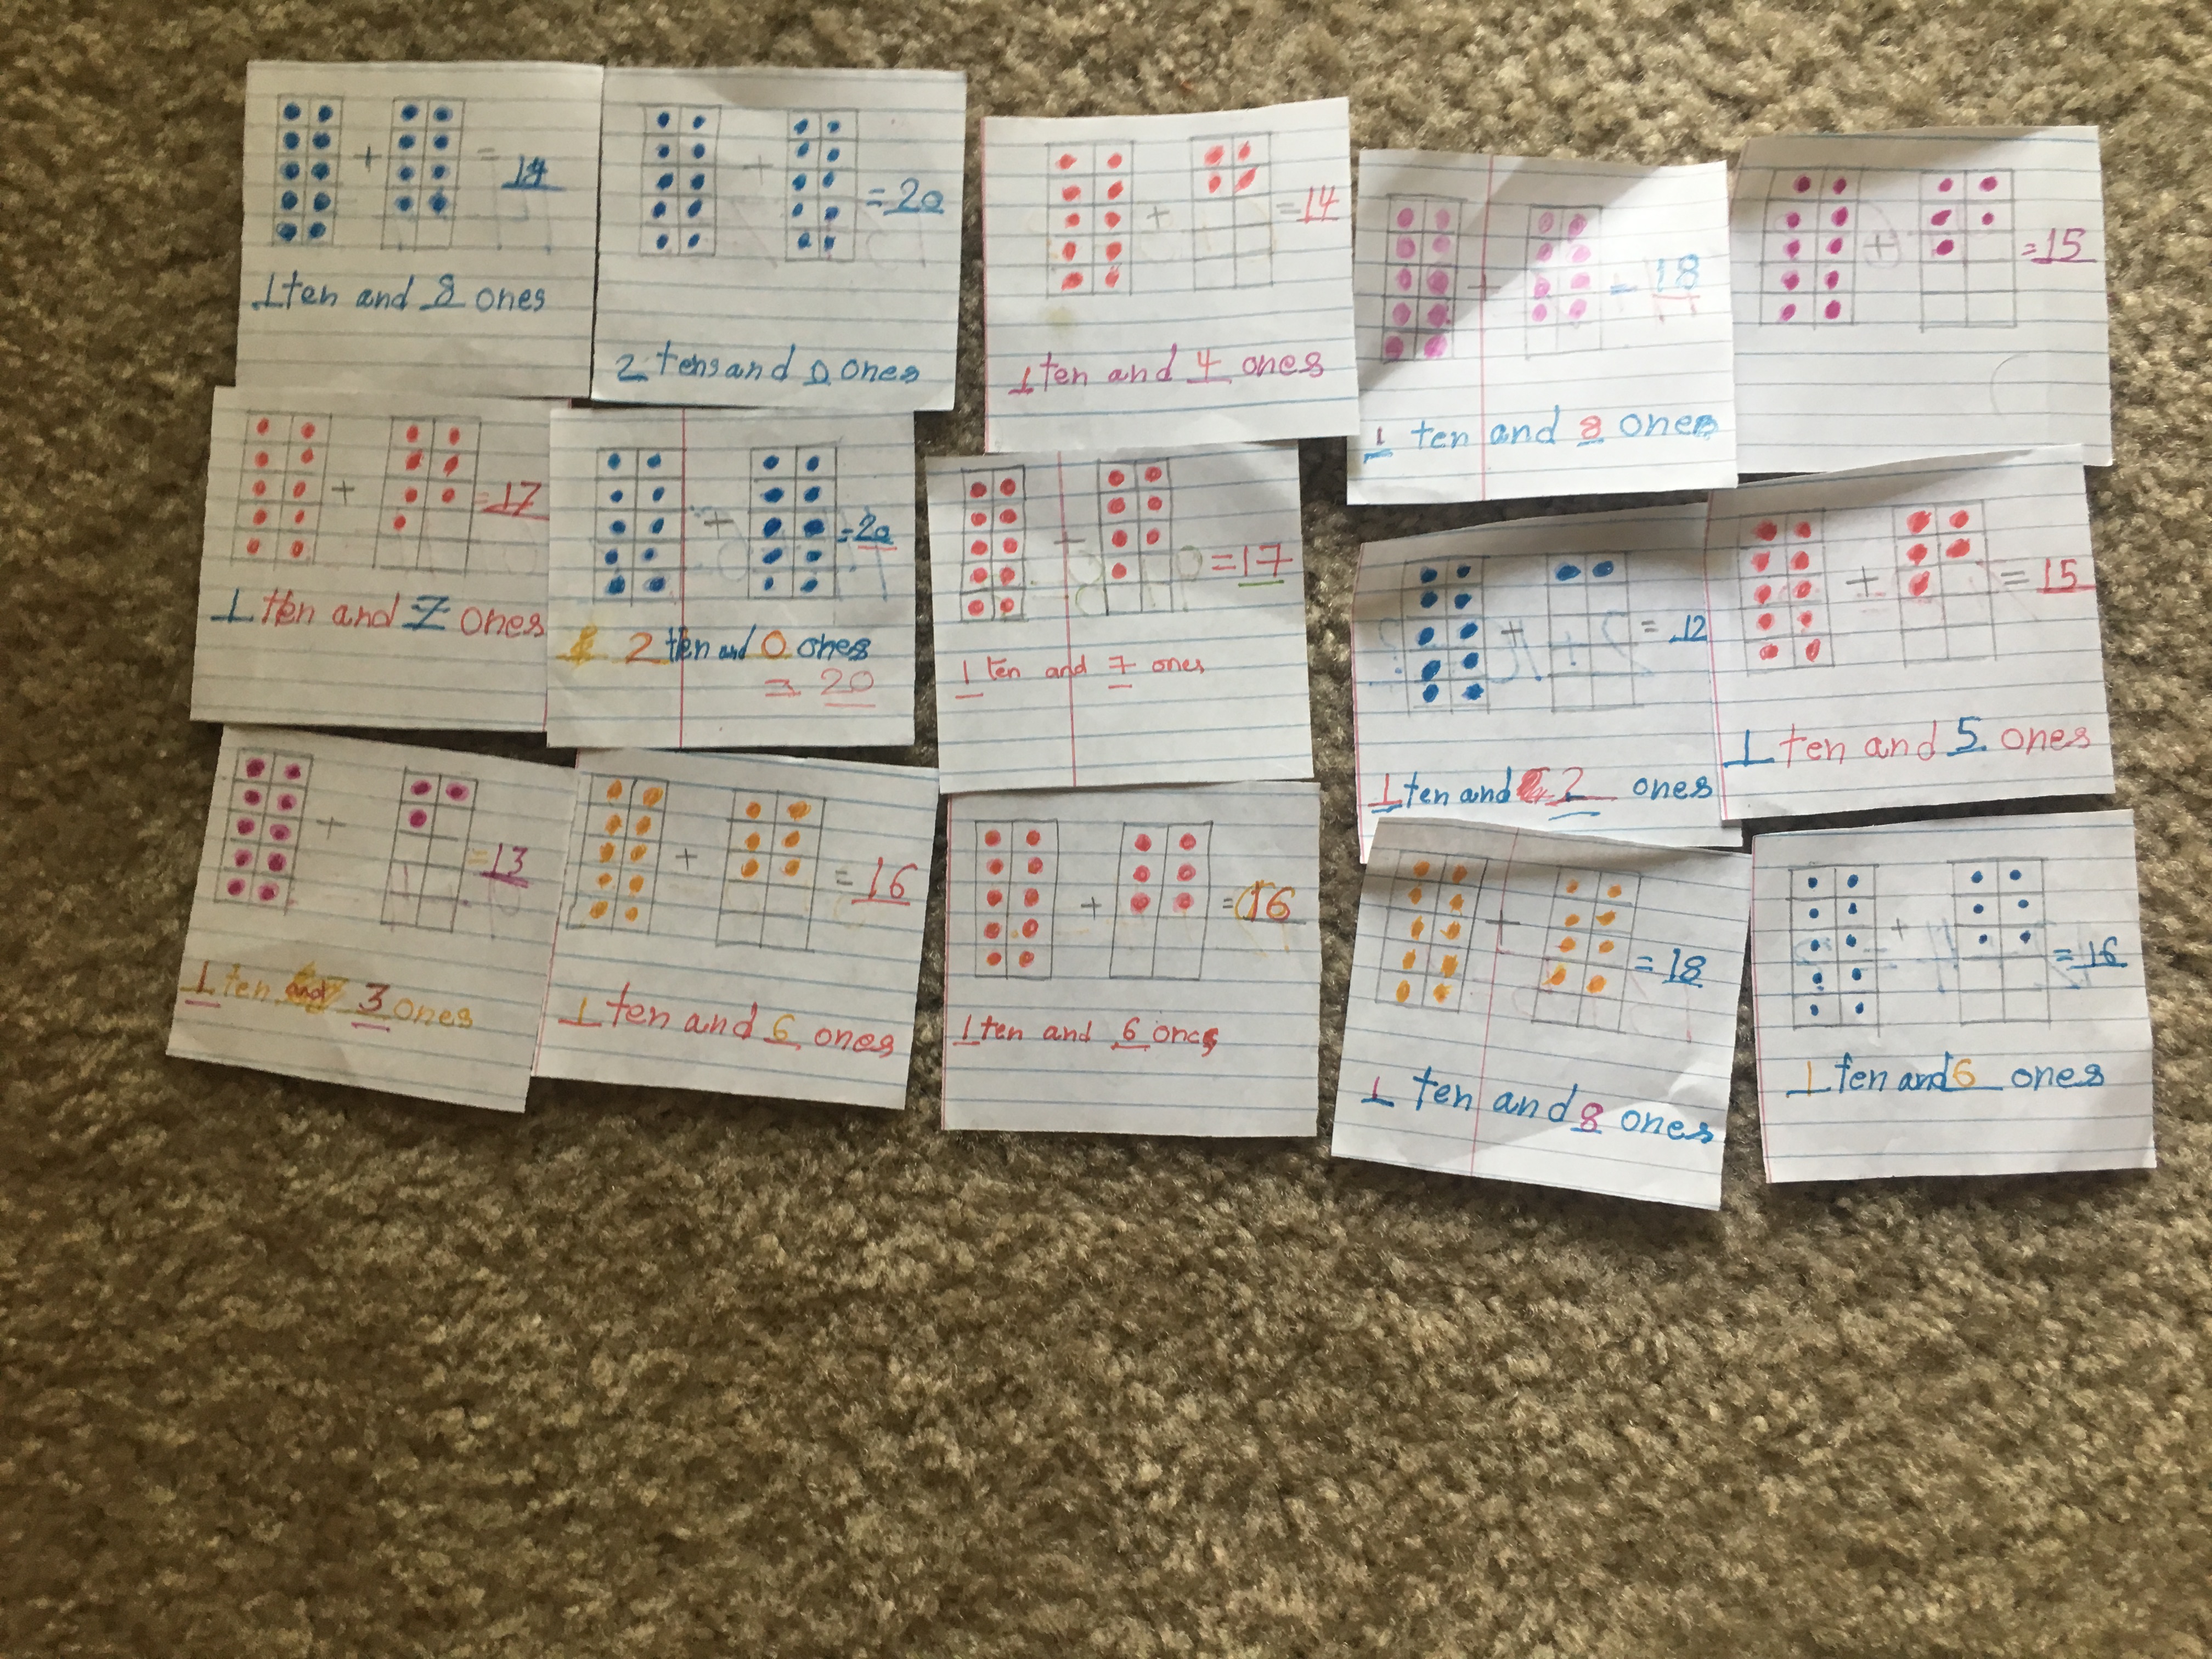 + =
1 ten and 8 ones
+ = 20
2 tens and 0 ones
+ = 14
1 ten and 4 ones
+ = 18
1 ten and 8 ones
+ = 15
+ = 17
1 ten and 7 ones
+ = 20
2 ten and 0 ones
= 20
+ = 17
1 ten and 7 ones
+ = 12
1 ten and 2 ones
+ = 15
1 ten and 5 ones
+ = 13
1 ten and 3 ones
+ = 16
1 ten and 6 ones
+ = 16
1 ten and 6 ones
+ = 18
1 ten and 8 ones
+ = 16
1 ten and 6 ones